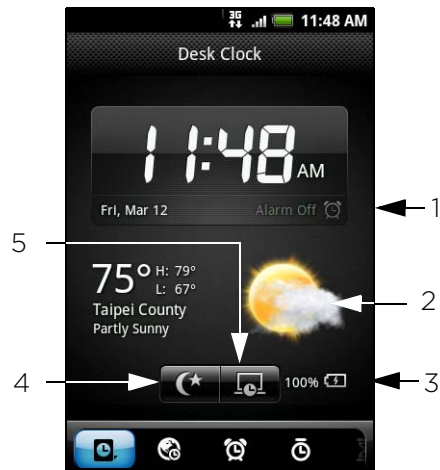 3G 11:48 AM
Desk Clock
11:48 AM
Fri, Mar 12 Alarm Off
1
5
75° H: 79°
L: 67°
Taipei County
Partly Sunny
2
4
100%
3